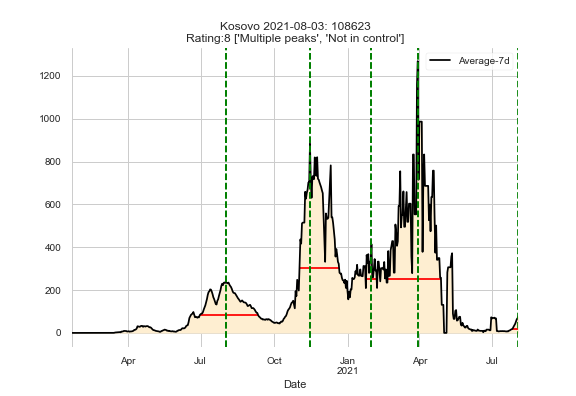 Kosovo 2021-08-03: 108623
Rating:8 ['Multiple peaks', 'Not in control']
Average-7d
1200
1000
800
600
400
200
0
Apr
Jul
Oct
Jan
2021
Apr
Jul
Date